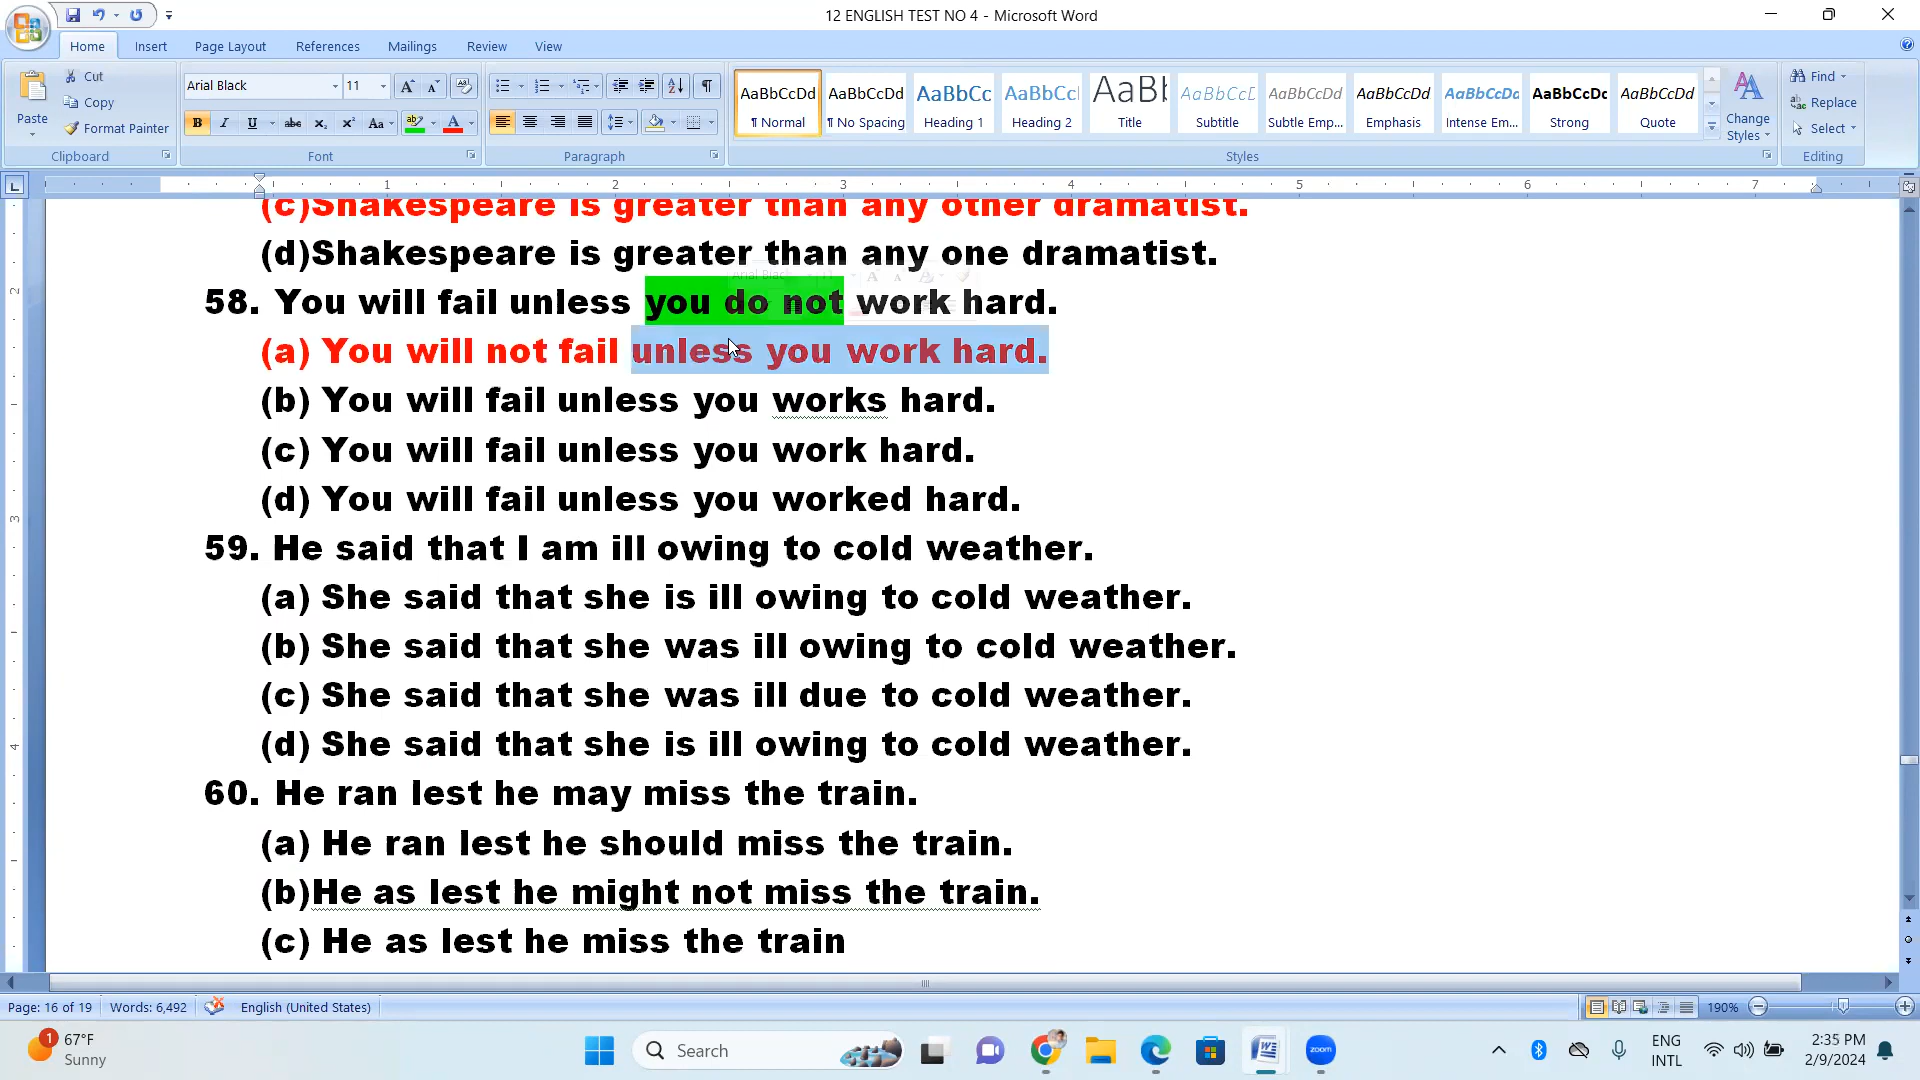 12 ENGLISH TEST NO 4 - Microsoft Word
Home Insert Page Layout References Mailings Review View
Paste
Cut
Copy
Format Painter
Clipboard
Arial Black 11
Font
Paragraph
AaBbCcDd AaBbCcDd AaBbCc AaBbCcI AaBb AaBbCcD AaBbCcDd AaBbCcDd AaBbCcDd AaBbCcDd AaBbCcDd
¶ Normal ¶ No Spacing Heading 1 Heading 2 Title Subtitle Subtle Emp... Emphasis Intense Em... Strong Quote
Change Styles
Styles
Find
Replace
Select
Editing
1 2 3 4 5 6 7
(c)Shakespeare is greater than any other dramatist.
(d)Shakespeare is greater than any one dramatist.
58. You will fail unless you do not work hard.
(a) You will not fail unless you work hard.
(b) You will fail unless you works hard.
(c) You will fail unless you work hard.
(d) You will fail unless you worked hard.
59. He said that I am ill owing to cold weather.
(a) She said that she is ill owing to cold weather.
(b) She said that she was ill owing to cold weather.
(c) She said that she was ill due to cold weather.
(d) She said that she is ill owing to cold weather.
60. He ran lest he may miss the train.
(a) He ran lest he should miss the train.
(b)He as lest he might not miss the train.
(c) He as lest he miss the train
Page: 16 of 19 Words: 6,492 English (United States) 190%
67°F
Sunny
Search
zoom
ENG
INTL
2:35 PM
2/9/2024